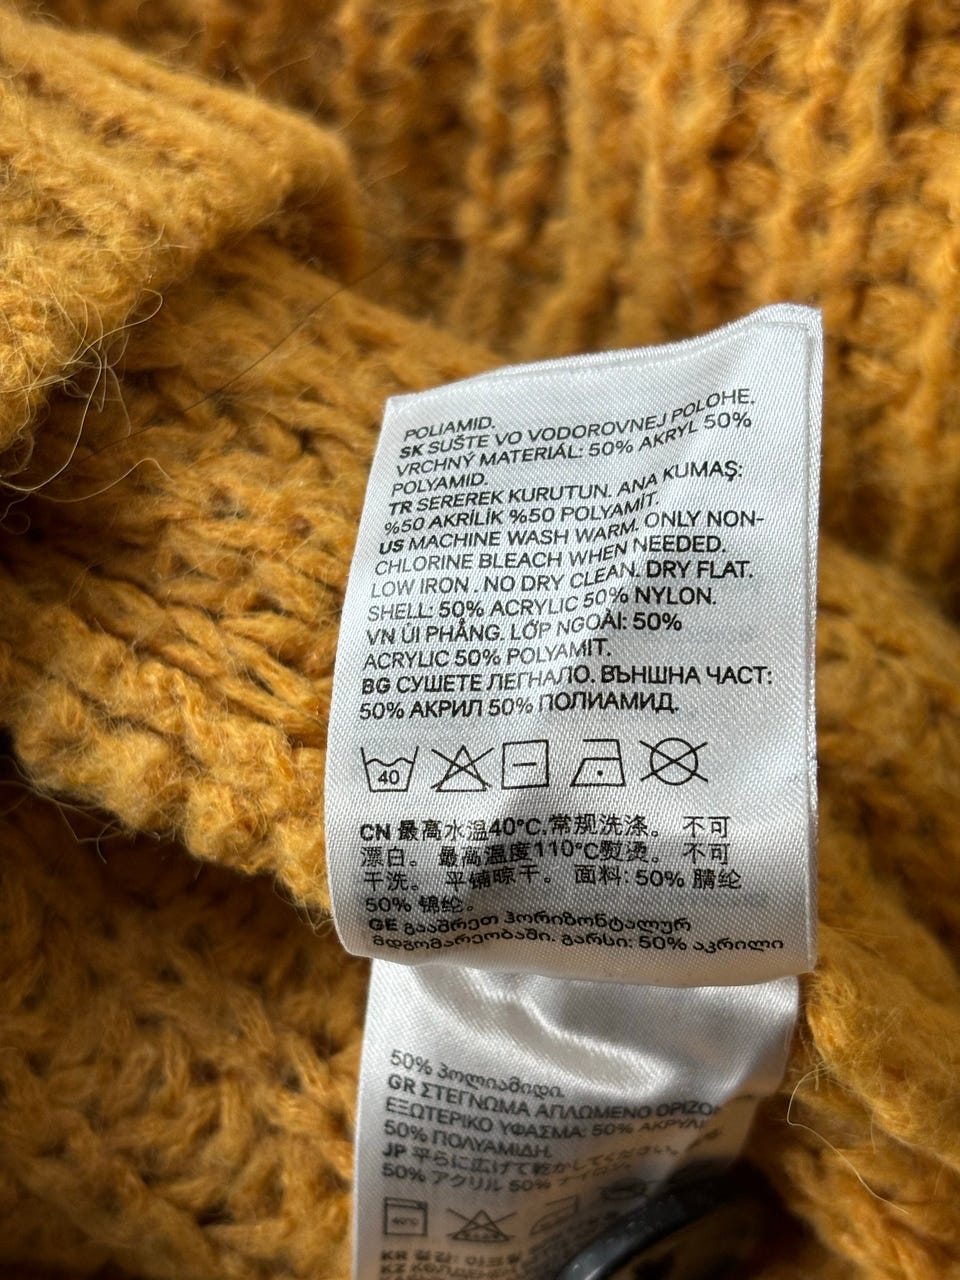 POLIAMID.
SK SUŠTE VO VODOROVNEJ POLOHE.
VRCHNÝ MATERIÁL: 50% AKRYL 50%
POLYAMID.
TR SEREREK KURUTUN. ANA KUMAŞ:
%50 AKRİLİK %50 POLYAMİT.
US MACHINE WASH WARM. ONLY NON-
CHLORINE BLEACH WHEN NEEDED.
LOW IRON . NO DRY CLEAN. DRY FLAT.
SHELL: 50% ACRYLIC 50% NYLON.
VN ỦI PHẲNG. LỚP NGOÀI: 50%
ACRYLIC 50% POLYAMIT.
BG СУШЕТЕ ЛЕГНАЛО. ВЪНШНА ЧАСТ:
50% АКРИЛ 50% ПОЛИАМИД.
40
CN 最高水温40°C.常规洗涤。 不可
漂白。 最高温度110°C熨烫。 不可
干洗。 平铺晾干。 面料: 50% 腈纶
50% 锦纶。
GE გააშრეთ ჰორიზონტალურ
მდგომარეობაში. გარსი: 50% აკრილი
50% პოლიამიდი.
GR ΣΤΕΓΝΩΜΑ ΑΠΛΩΜΕΝΟ
ΕΞΩΤΕΡΙΚΟ ΥΦΑΣΜΑ: 50%
50% ΠΟΛΥΑΜΙΔΗ.
JP 平らに広げて乾かしてください。
50% アクリル 50%
40°C
KR
KZ